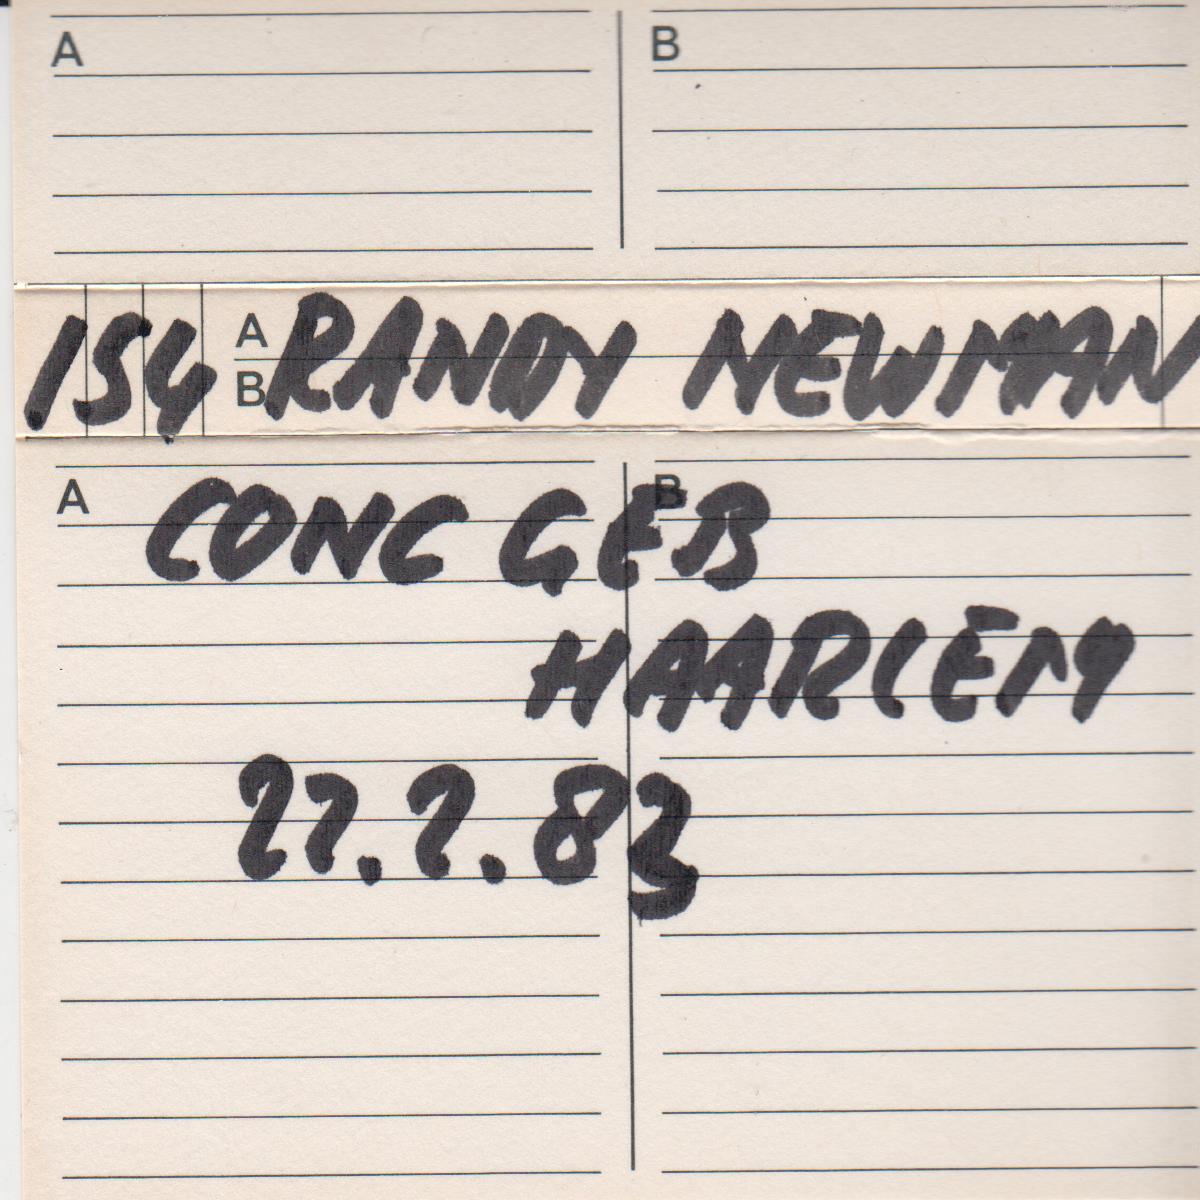 A B
154 A RANDY NEWMAN
B
A B
CONC GEB
HAARLEM
22.2.83